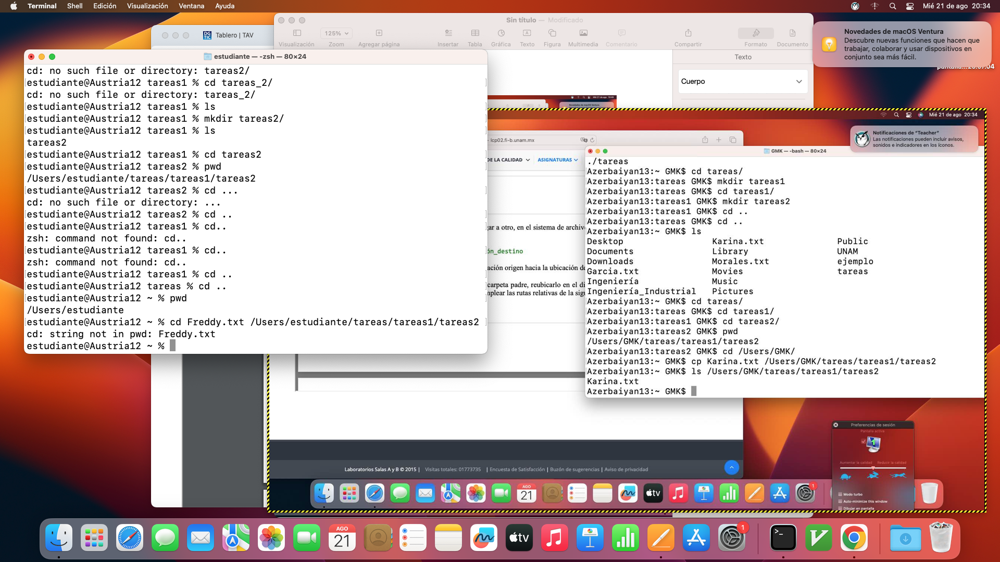 Terminal Shell Edición Visualización Ventana Ayuda Mié 21 de ago 20:34
Sin título — Modificado
Tablero | TAV
125%
Visualización Zoom Agregar página Insertar Tabla Gráfica Texto Figura Multimedia Comentario Compartir Formato Documento
Texto
Cuerpo
Novedades de macOS Ventura
Descubre nuevas funciones que hacen que
trabajar, colaborar y usar dispositivos en
conjunto sea más fácil.
estudiante — -zsh — 80×24
cd: no such file or directory: tareas2/
estudiante@Austria12 tareas1 % cd tareas_2/
cd: no such file or directory: tareas_2/
estudiante@Austria12 tareas1 % ls
estudiante@Austria12 tareas1 % mkdir tareas2/
estudiante@Austria12 tareas1 % ls
tareas2
estudiante@Austria12 tareas1 % cd tareas2
estudiante@Austria12 tareas2 % pwd
/Users/estudiante/tareas/tareas1/tareas2
estudiante@Austria12 tareas2 % cd ...
cd: no such file or directory: ...
estudiante@Austria12 tareas2 % cd ..
estudiante@Austria12 tareas1 % cd..
zsh: command not found: cd..
estudiante@Austria12 tareas1 % cd..
zsh: command not found: cd..
estudiante@Austria12 tareas1 % cd ..
estudiante@Austria12 tareas % cd ..
estudiante@Austria12 ~ % pwd
/Users/estudiante
estudiante@Austria12 ~ % cd Freddy.txt /Users/estudiante/tareas/tareas1/tareas2
cd: string not in pwd: Freddy.txt
estudiante@Austria12 ~ %
Mié 21 de ago 20:34
Notificaciones de "Teacher"
Las notificaciones pueden incluir avisos,
sonidos e indicadores en los íconos.
lcp02.fi-b.unam.mx
DE LA CALIDAD ASIGNATURAS
ar a otro, en el sistema de archiv
ón_destino
ación origen hacia la ubicación de
carpeta padre, reubicarlo en el di
mplear las rutas relativas de la sigu
GMK — -bash — 80×24
./tareas
Azerbaiyan13:~ GMK$ cd tareas/
Azerbaiyan13:tareas GMK$ mkdir tareas1
Azerbaiyan13:tareas GMK$ cd tareas1/
Azerbaiyan13:tareas1 GMK$ mkdir tareas2
Azerbaiyan13:tareas1 GMK$ cd ..
Azerbaiyan13:tareas GMK$ cd ..
Azerbaiyan13:~ GMK$ ls
Desktop Karina.txt Public
Documents Library UNAM
Downloads Morales.txt ejemplo
Garcia.txt Movies tareas
Ingeniería Music
Ingeniería_Industrial Pictures
Azerbaiyan13:~ GMK$ cd tareas/
Azerbaiyan13:tareas GMK$ cd tareas1/
Azerbaiyan13:tareas1 GMK$ cd tareas2/
Azerbaiyan13:tareas2 GMK$ pwd
/Users/GMK/tareas/tareas1/tareas2
Azerbaiyan13:tareas2 GMK$ cd /Users/GMK/
Azerbaiyan13:~ GMK$ cp Karina.txt /Users/GMK/tareas/tareas1/tareas2
Azerbaiyan13:~ GMK$ ls /Users/GMK/tareas/tareas1/tareas2
Karina.txt
Azerbaiyan13:~ GMK$
Preferencias de sesión
Pantalla activa
Aumentar la calidad Reducir la calidad
Modo turbo
Auto-minimize this window
Dibujar en pantalla
Laboratorios Salas A y B © 2015 | Visitas totales: 01773735 | Encuesta de Satisfacción | Buzón de sugerencias | Aviso de privacidad
AGO
21
tv
1
AGO
21
tv
1